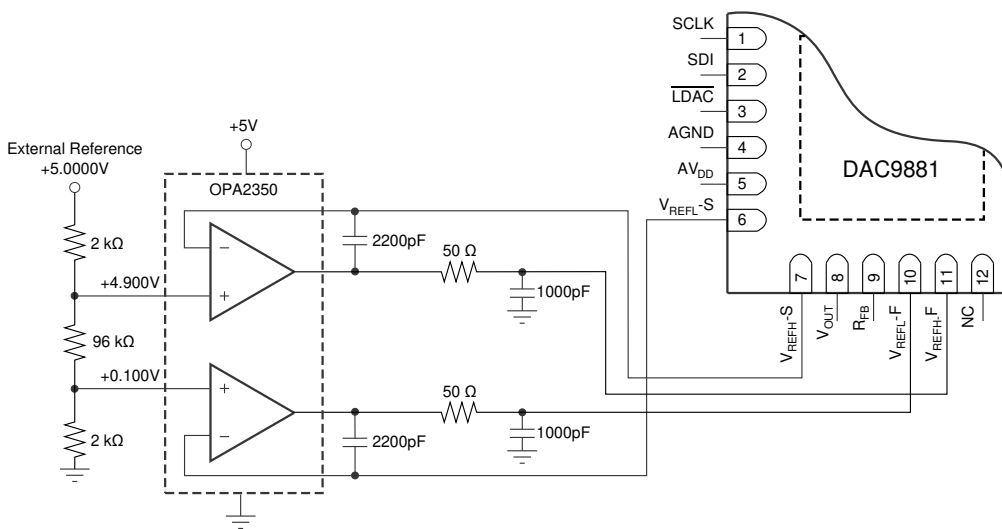 SCLK
1
SDI
2
LDAC
3
AGND
4
AVDD
5
VREFL-S
6
DAC9881
7
8
9
10
11
12
VREFH-S
VOUT
RFB
VREFL-F
VREFH-F
NC
+5V
External Reference
+5.0000V
OPA2350
2 kΩ
−
2200pF
50 Ω
+4.900V
+
1000pF
96 kΩ
+0.100V
+
50 Ω
2 kΩ
−
2200pF
1000pF